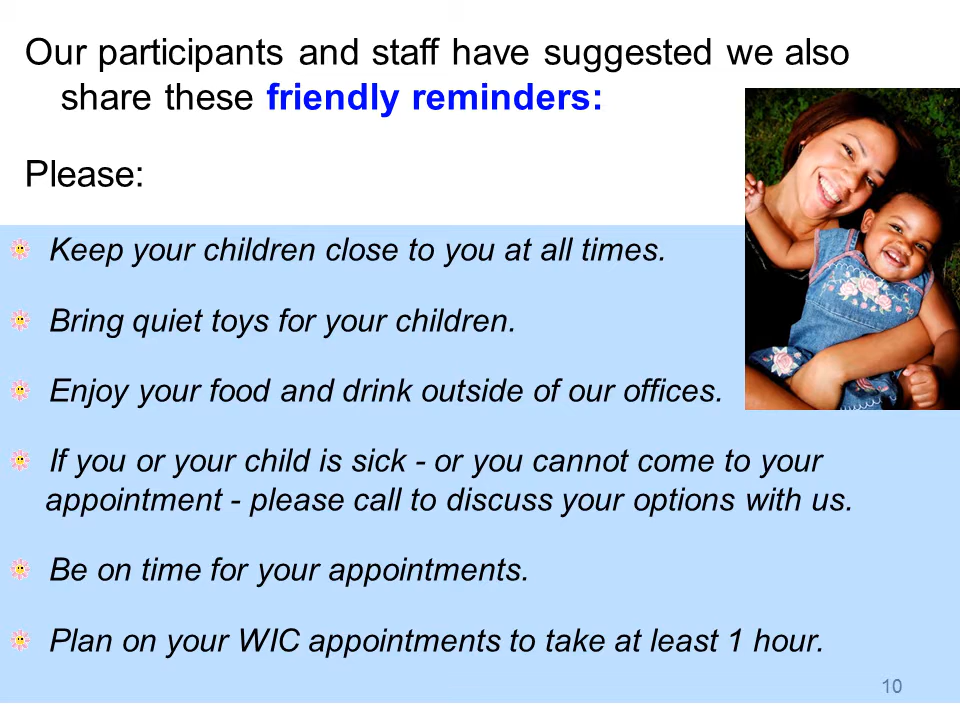 Our participants and staff have suggested we also
share these friendly reminders:
Please:
Keep your children close to you at all times.
Bring quiet toys for your children.
Enjoy your food and drink outside of our offices.
If you or your child is sick - or you cannot come to your
appointment - please call to discuss your options with us.
Be on time for your appointments.
Plan on your WIC appointments to take at least 1 hour.
10